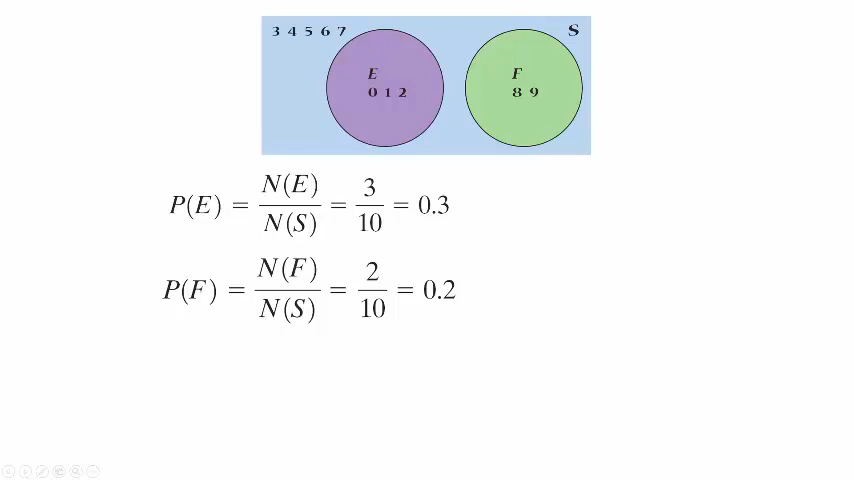 3 4 5 6 7
S
E
0 1 2
F
8 9
P(E) = N(E)/N(S) = 3/10 = 0.3
P(F) = N(F)/N(S) = 2/10 = 0.2